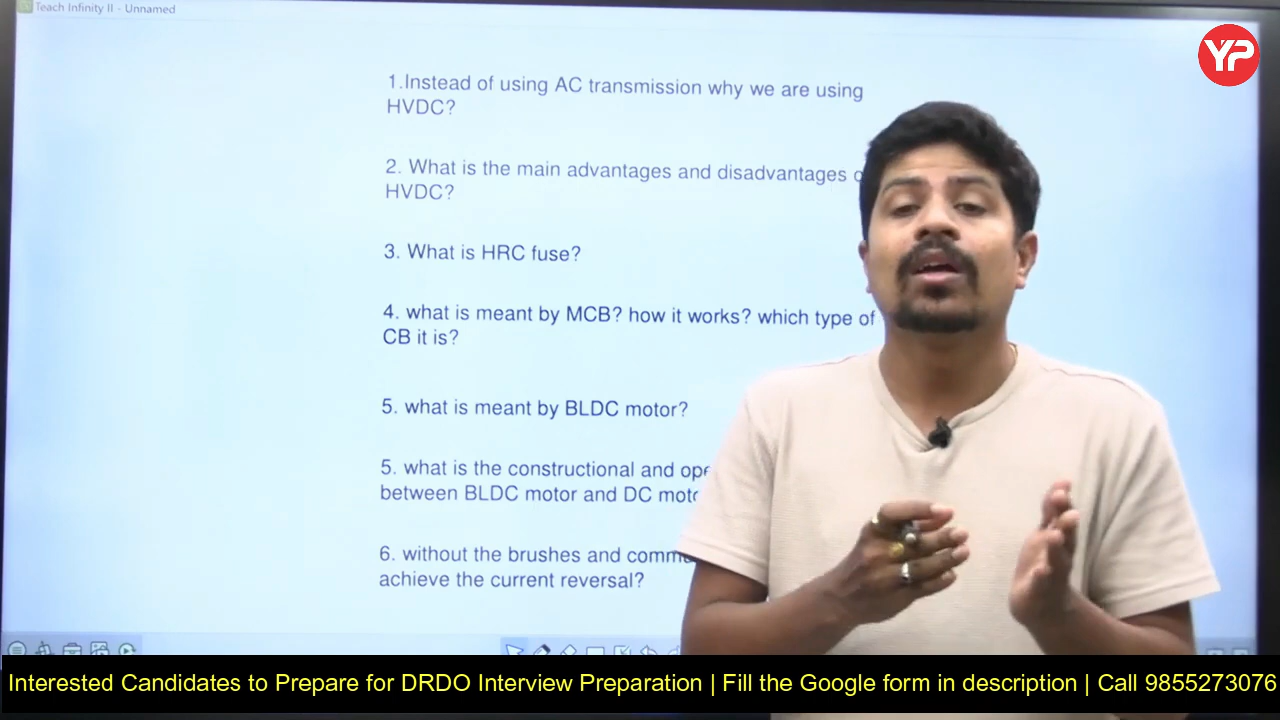 Teach Infinity II - Unnamed
YP
1.Instead of using AC transmission why we are using
HVDC?
2. What is the main advantages and disadvantages
HVDC?
3. What is HRC fuse?
4. what is meant by MCB? how it works? which type of
CB it is?
5. what is meant by BLDC motor?
5. what is the constructional and
between BLDC motor and DC
6. without the brushes and
achieve the current reversal?
Interested Candidates to Prepare for DRDO Interview Preparation | Fill the Google form in description | Call 9855273076